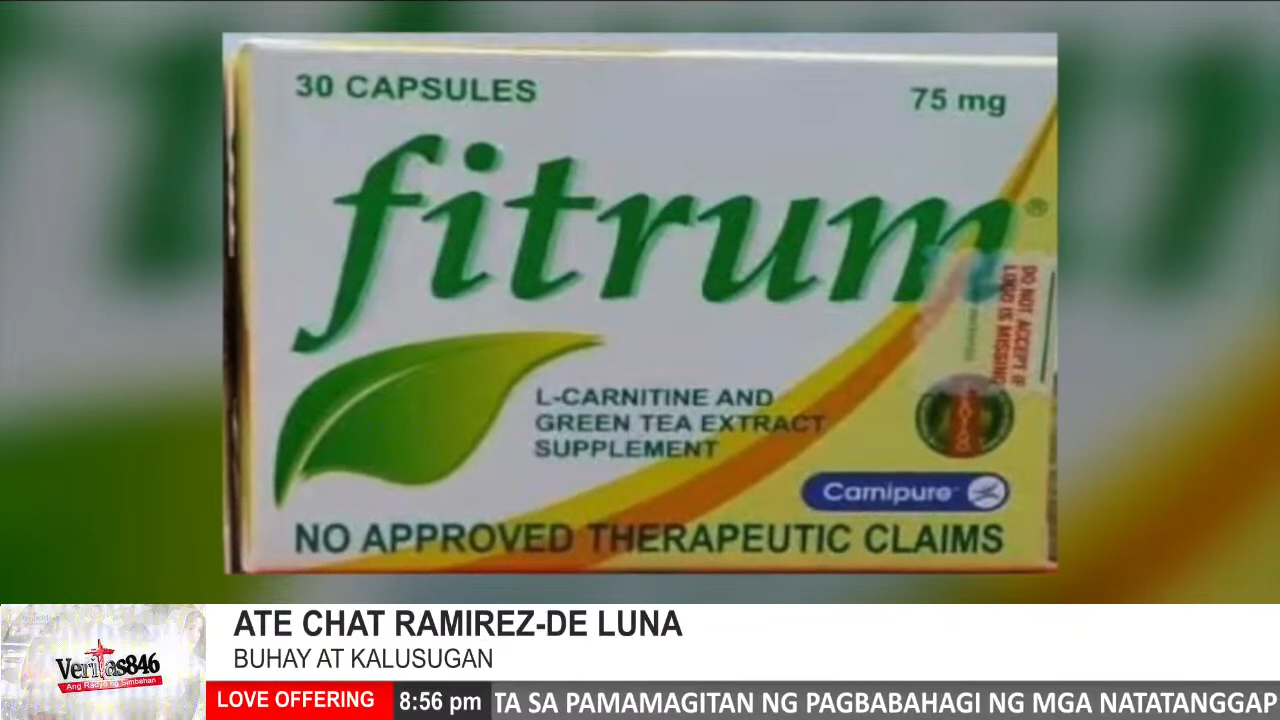 30 CAPSULES
75 mg
fitrum®
DO NOT ACCEPT IF
LOGO IS MISSING
L-CARNITINE AND
GREEN TEA EXTRACT
SUPPLEMENT
Carnipure™
NO APPROVED THERAPEUTIC CLAIMS
ATE CHAT RAMIREZ-DE LUNA
BUHAY AT KALUSUGAN
Veritas846
Ang Radyo ng Simbahan
LOVE OFFERING
8:56 pm
TA SA PAMAMAGITAN NG PAGBABAHAGI NG MGA NATATANGGAP